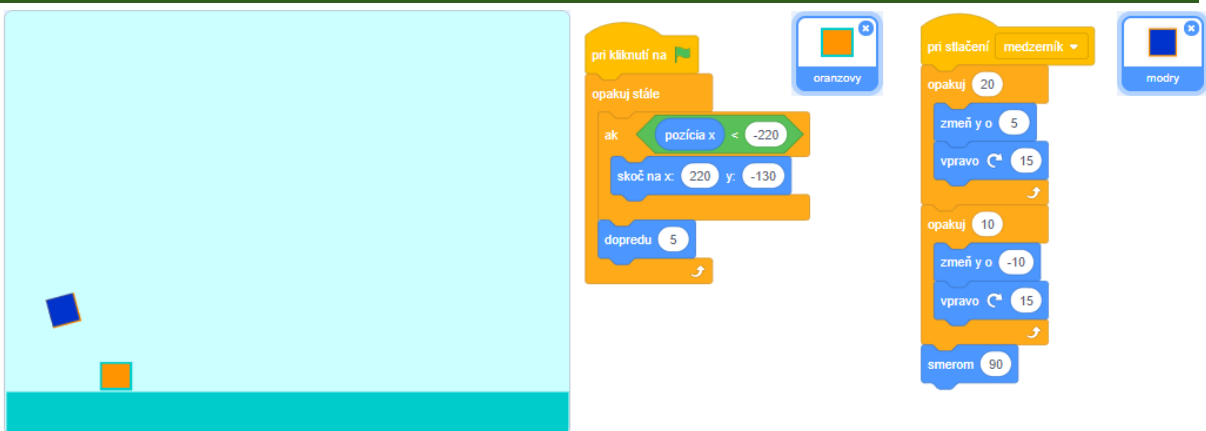 pri kliknutí na
opakuj stále
ak pozícia x < -220
skoč na x: 220 y: -130
dopredu 5
oranzovy
pri stlačení medzerník
opakuj 20
zmeň y o 5
vpravo 15
opakuj 10
zmeň y o -10
vpravo 15
smerom 90
modry